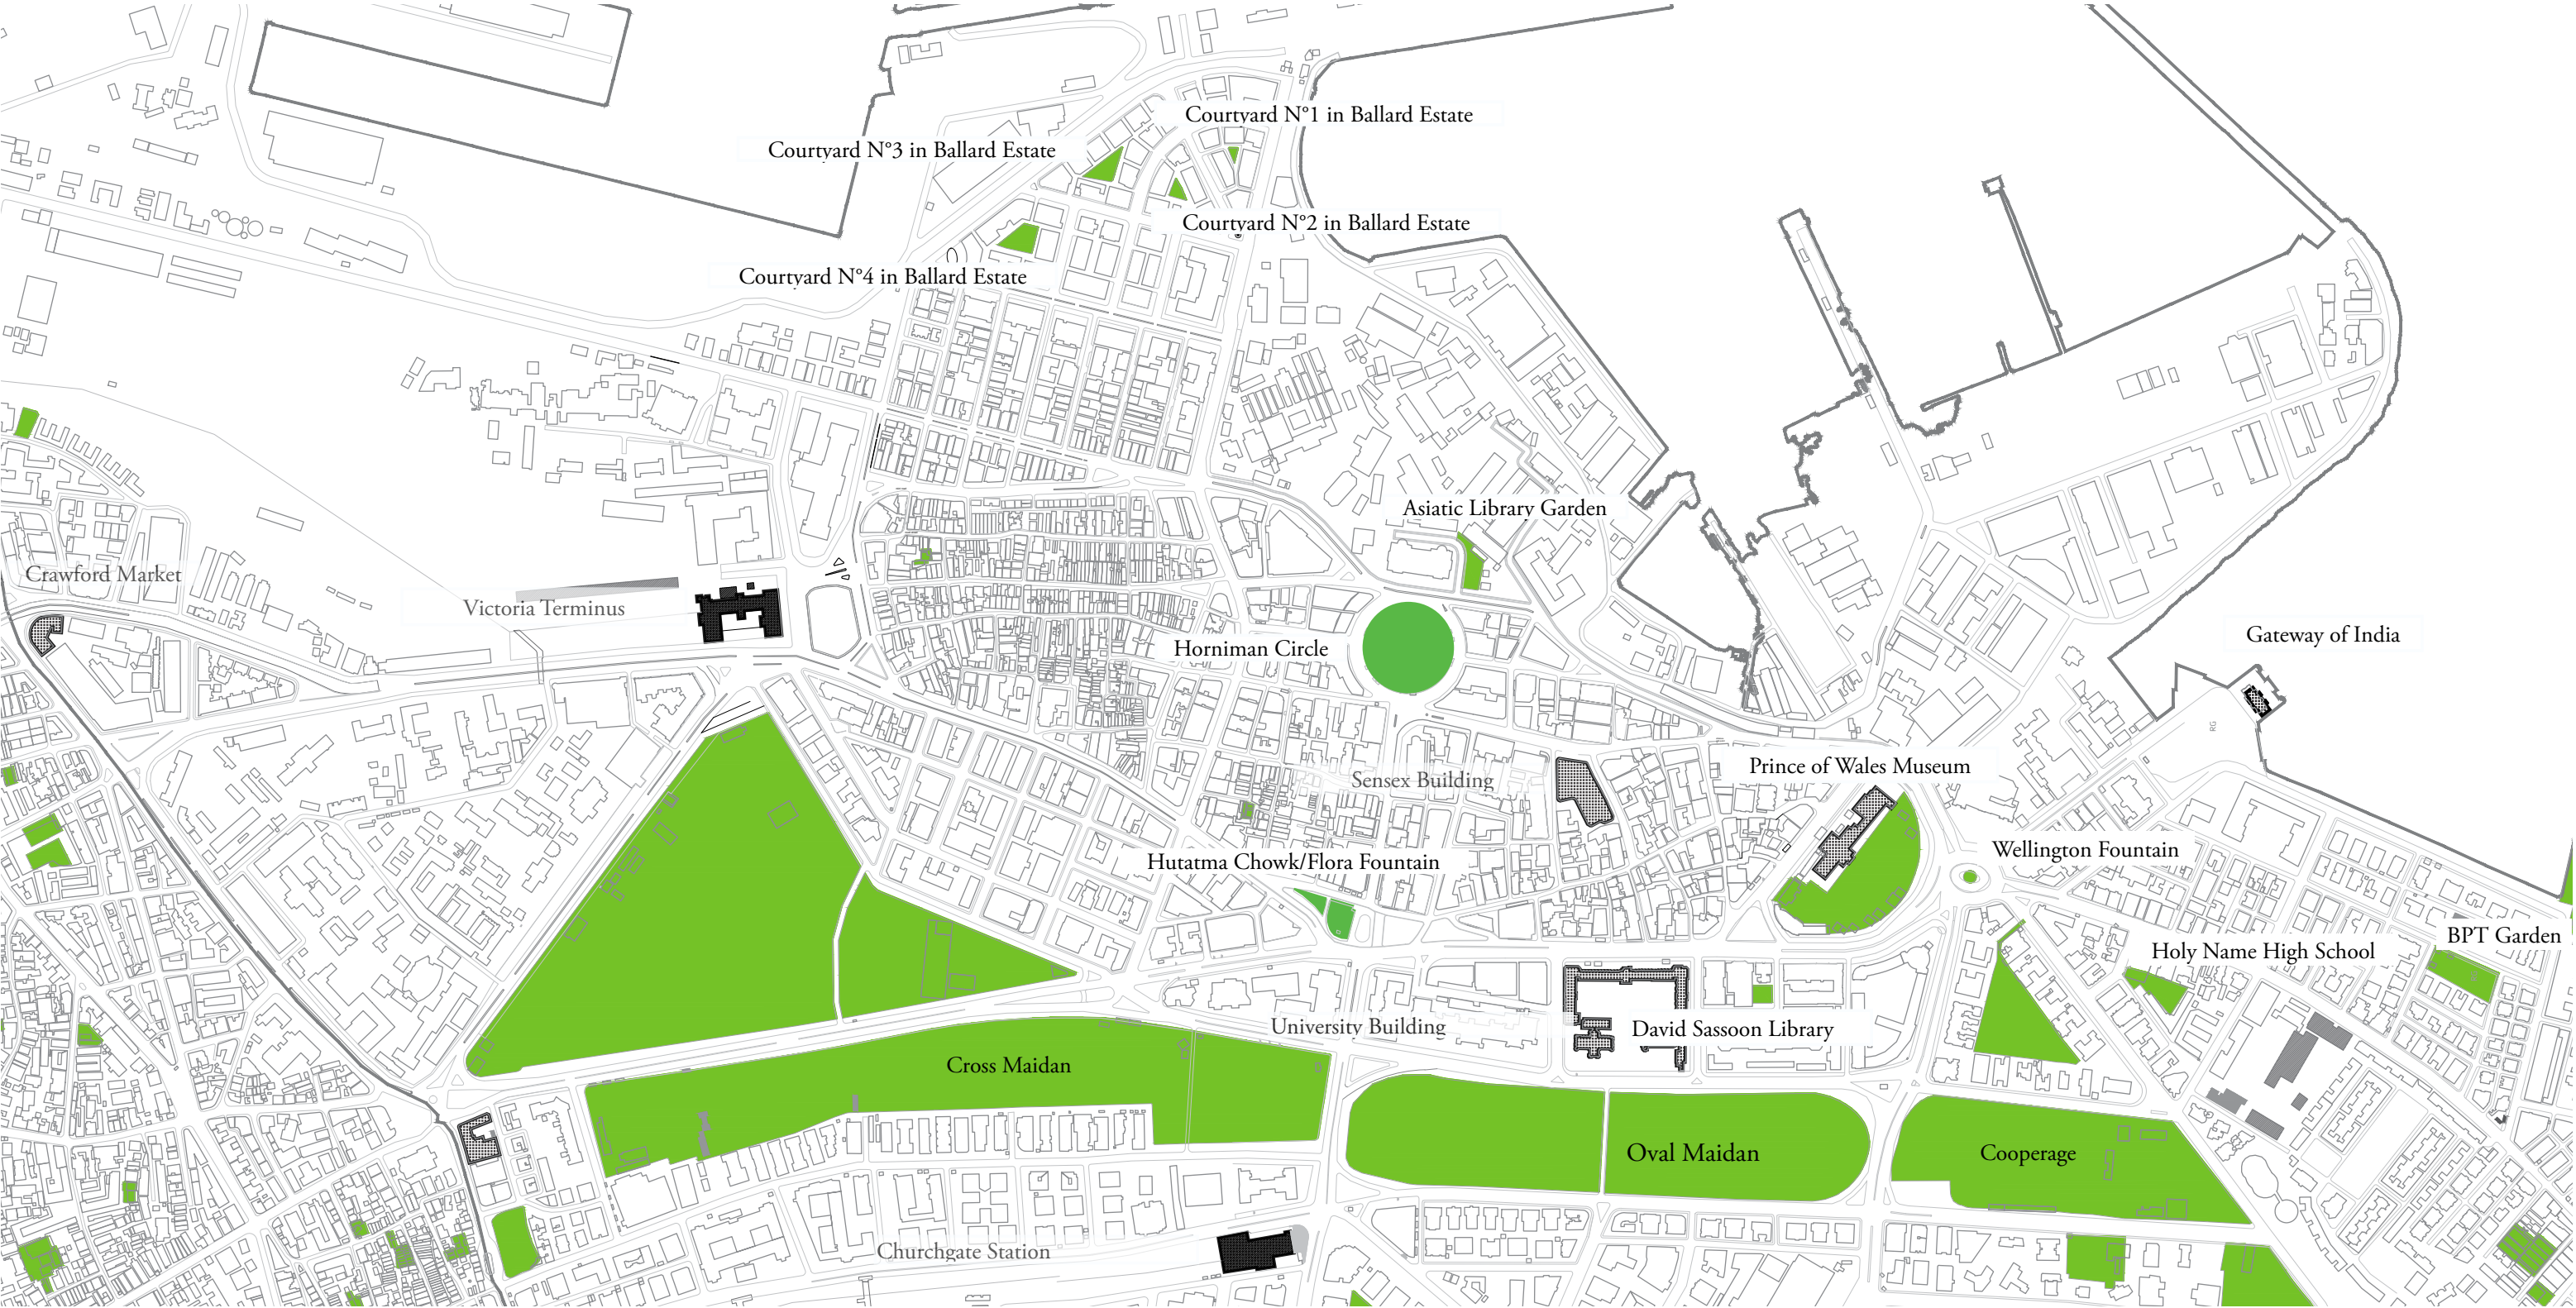 Courtyard N°1 in Ballard Estate
Courtyard N°3 in Ballard Estate
Courtyard N°2 in Ballard Estate
Courtyard N°4 in Ballard Estate
Asiatic Library Garden
Crawford Market
Victoria Terminus
Gateway of India
Horniman Circle
RG
Prince of Wales Museum
Sensex Building
Wellington Fountain
Hutatma Chowk/Flora Fountain
BPT Garden
Holy Name High School
University Building
David Sassoon Library
Cross Maidan
Oval Maidan
Cooperage
Churchgate Station